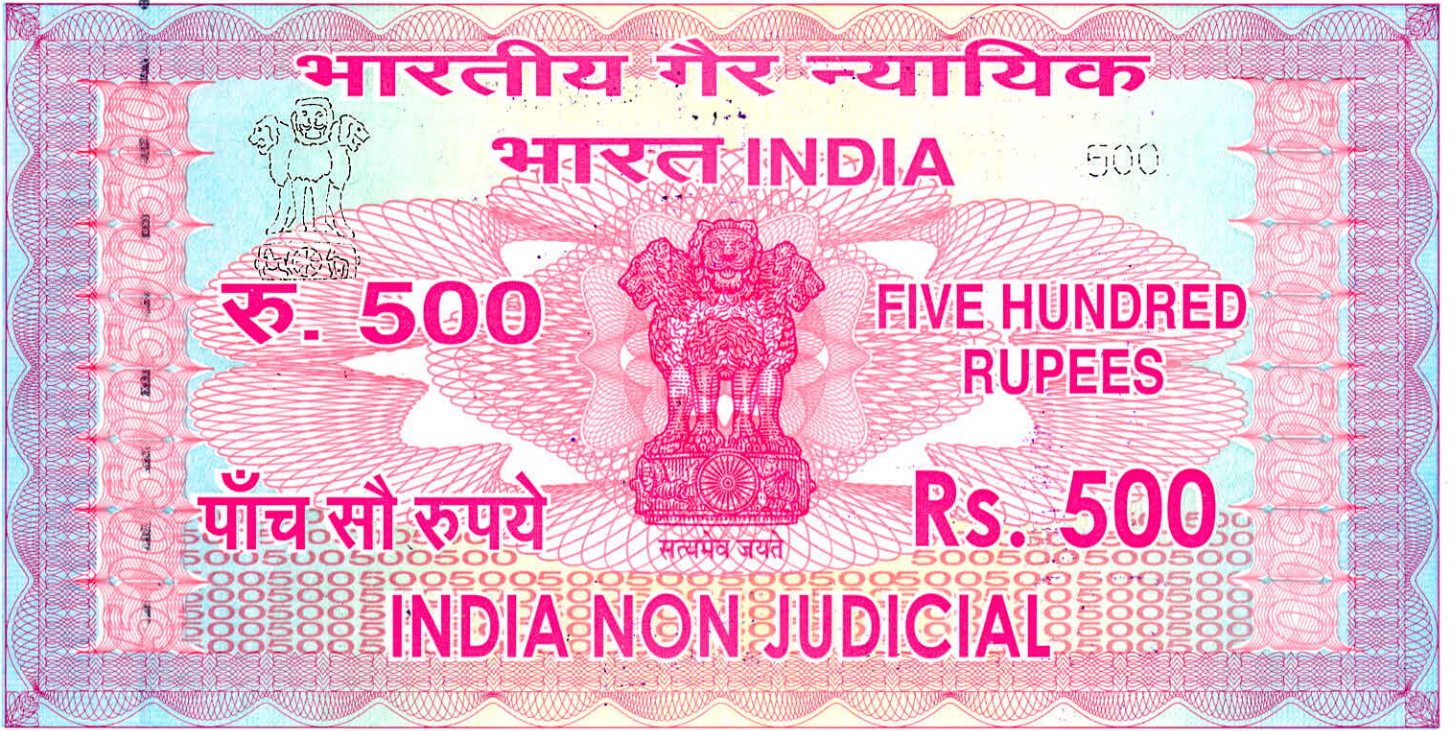 भारतीय गैर न्यायिक
भारत INDIA
500
रु. 500
FIVE HUNDRED
RUPEES
पाँच सौ रुपये
Rs. 500
सत्यमेव जयते
INDIA NON JUDICIAL